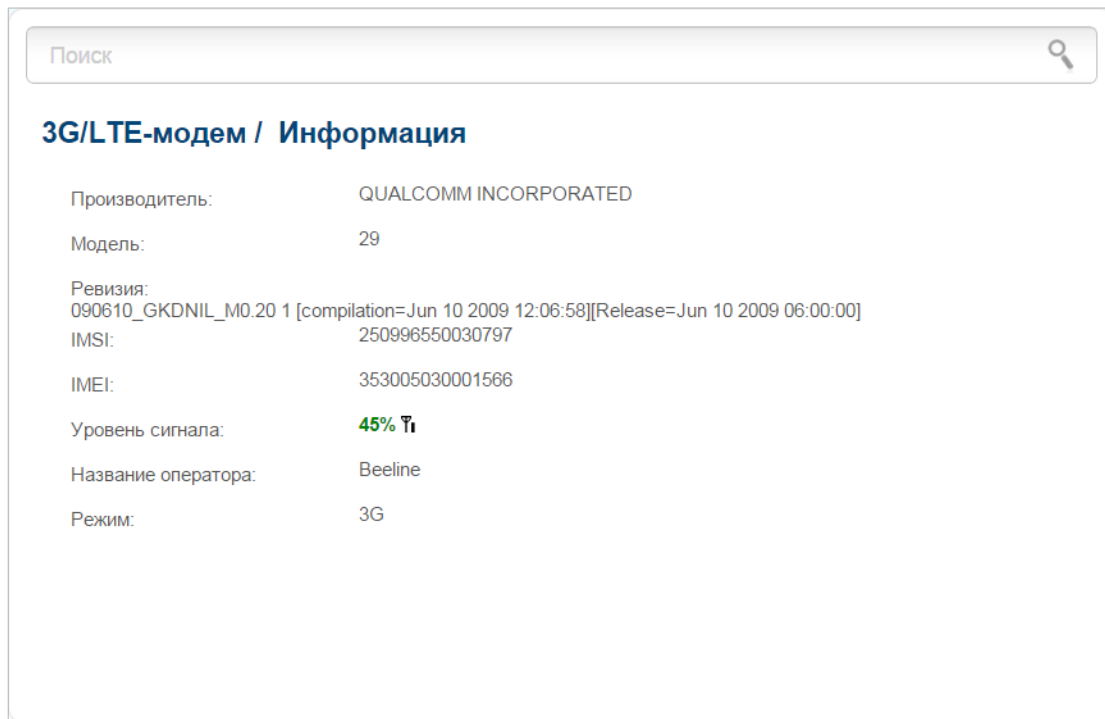 Поиск
3G/LTE-модем / Информация
Производитель: QUALCOMM INCORPORATED
Модель: 29
Ревизия:
090610_GKDNIL_M0.20 1 [compilation=Jun 10 2009 12:06:58][Release=Jun 10 2009 06:00:00]
IMSI: 250996550030797
IMEI: 353005030001566
Уровень сигнала: 45%
Название оператора: Beeline
Режим: 3G